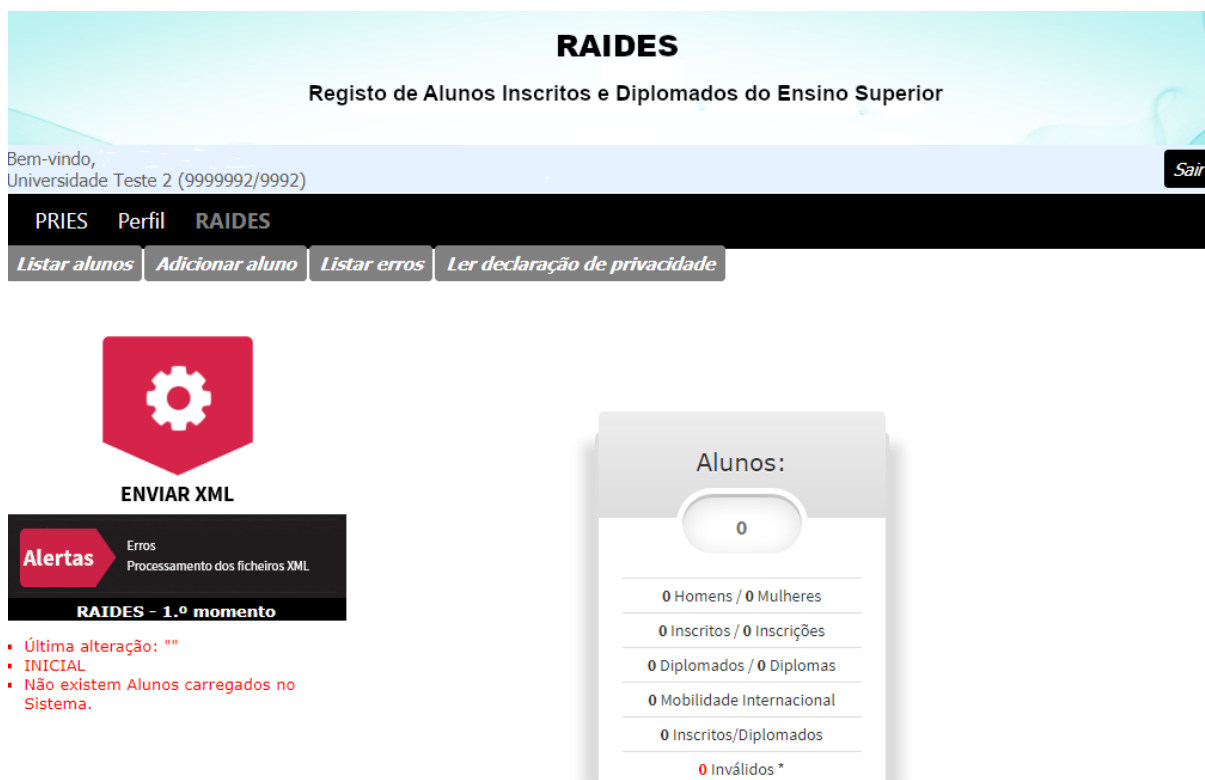 RAIDES
Registo de Alunos Inscritos e Diplomados do Ensino Superior
Bem-vindo,
Universidade Teste 2 (9999992/9992)
Sair
PRIES Perfil RAIDES
Listar alunos Adicionar aluno Listar erros Ler declaração de privacidade
ENVIAR XML
Alertas
Erros
Processamento dos ficheiros XML
RAIDES - 1.º momento
Última alteração: ""
INICIAL
Não existem Alunos carregados no
Sistema.
Alunos:
0
0 Homens / 0 Mulheres
0 Inscritos / 0 Inscrições
0 Diplomados / 0 Diplomas
0 Mobilidade Internacional
0 Inscritos/Diplomados
0 Inválidos *